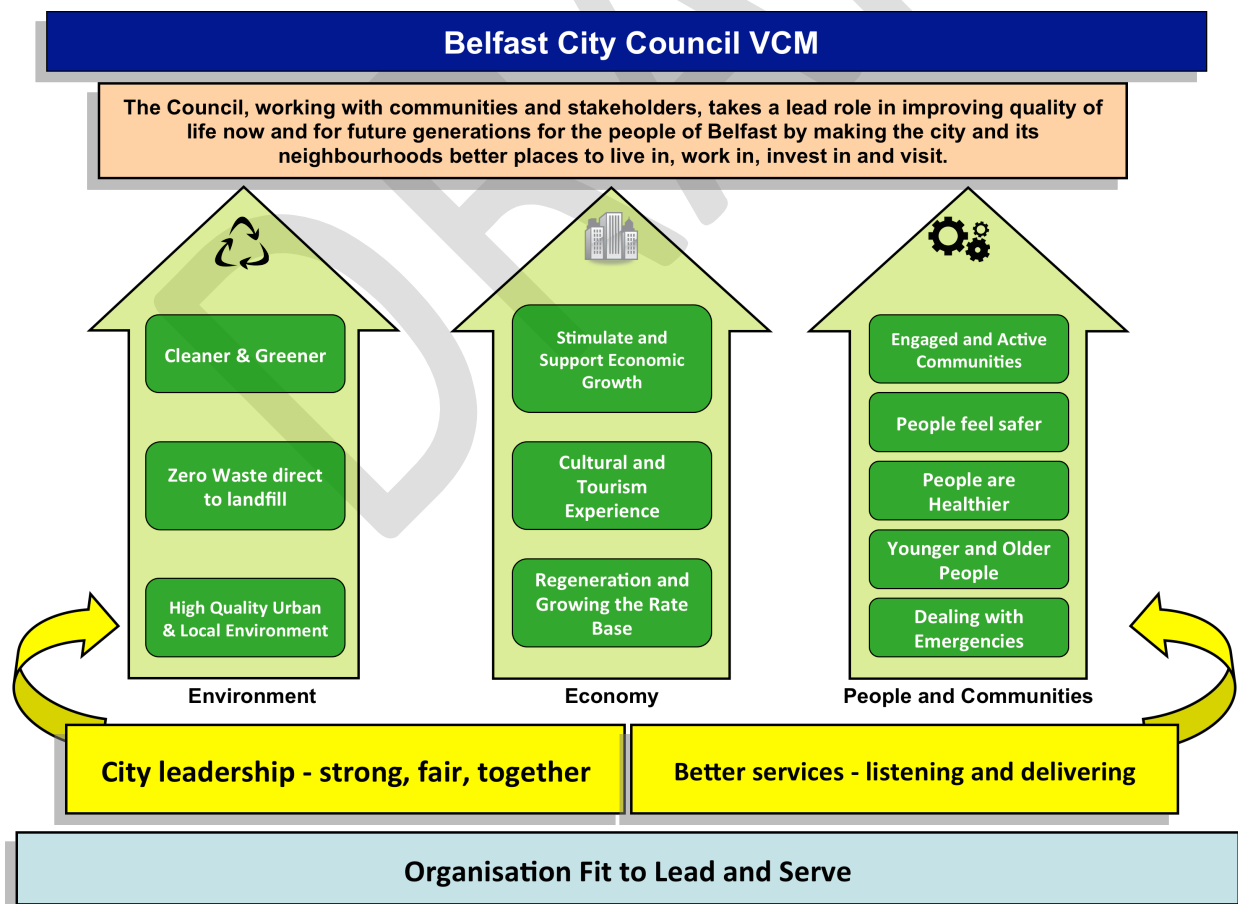 Belfast City Council VCM
The Council, working with communities and stakeholders, takes a lead role in improving quality of
life now and for future generations for the people of Belfast by making the city and its
neighbourhoods better places to live in, work in, invest in and visit.
Cleaner & Greener
Zero Waste direct
to landfill
High Quality Urban
& Local Environment
Environment
Stimulate and
Support Economic
Growth
Cultural and
Tourism
Experience
Regeneration and
Growing the Rate
Base
Economy
Engaged and Active
Communities
People feel safer
People are
Healthier
Younger and Older
People
Dealing with
Emergencies
People and Communities
City leadership - strong, fair, together
Better services - listening and delivering
Organisation Fit to Lead and Serve